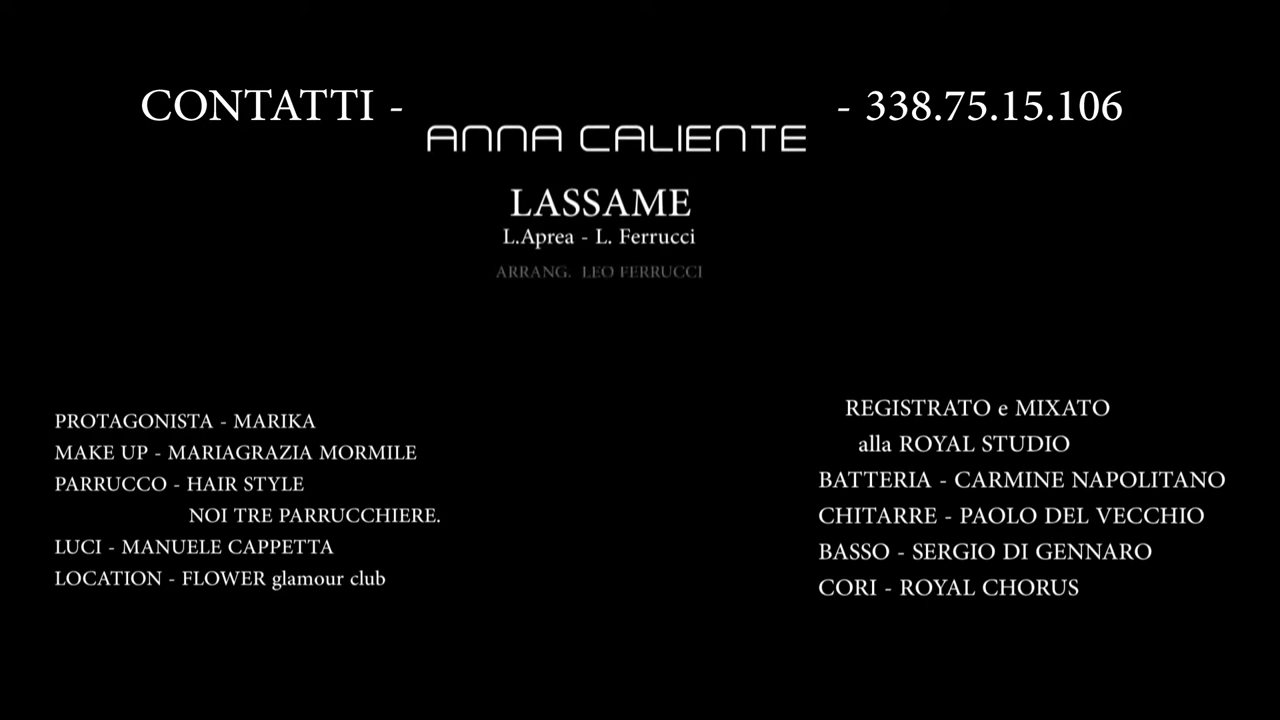 CONTATTI - - 338.75.15.106
ANNA CALIENTE
LASSAME
L.Aprea - L. Ferrucci
ARRANG. LEO FERRUCCI
PROTAGONISTA - MARIKA
MAKE UP - MARIAGRAZIA MORMILE
PARRUCCO - HAIR STYLE
NOI TRE PARRUCCHIERE.
LUCI - MANUELE CAPPETTA
LOCATION - FLOWER glamour club
REGISTRATO e MIXATO
alla ROYAL STUDIO
BATTERIA - CARMINE NAPOLITANO
CHITARRE - PAOLO DEL VECCHIO
BASSO - SERGIO DI GENNARO
CORI - ROYAL CHORUS